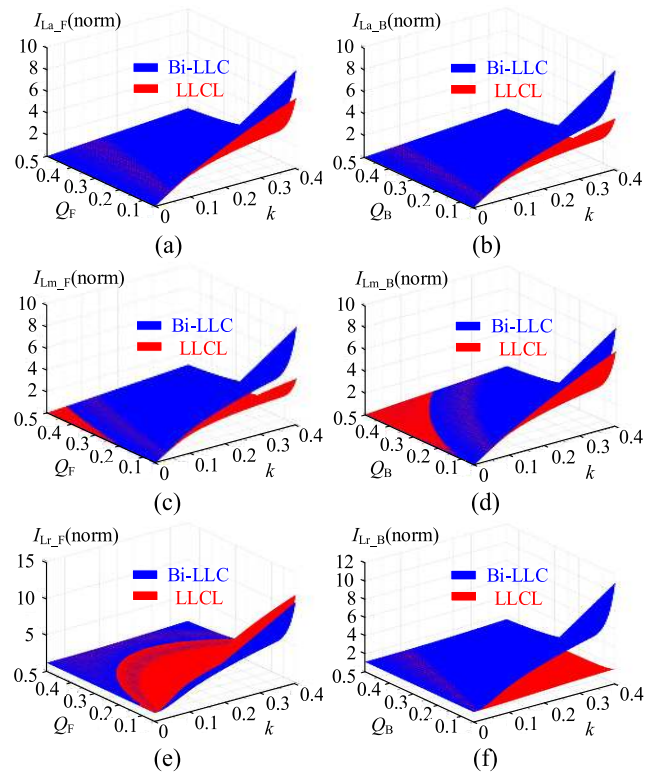 I_La_F(norm) I_La_B(norm)
10 10
8 Bi-LLC 8 Bi-LLC
6 LLCL 6 LLCL
4 4
2 2
0.5 0.4 0.5 0.4
0.4 0.3 0.4 0.3
0.3 0.2 0.3 0.2
Q_F 0.2 0.1 k Q_B 0.2 0.1 k
0.1 0 0.1 0
(a) (b)
I_Lm_F(norm) I_Lm_B(norm)
10 10
8 Bi-LLC 8 Bi-LLC
6 LLCL 6 LLCL
4 4
2 2
0.5 0.4 0.5 0.4
0.4 0.3 0.4 0.3
0.3 0.2 0.3 0.2
Q_F 0.2 0.1 k Q_B 0.2 0.1 k
0.1 0 0.1 0
(c) (d)
I_Lr_F(norm) I_Lr_B(norm)
15 12
Bi-LLC 10 Bi-LLC
10 LLCL 8 LLCL
6
5 4
2
0.5 0.4 0.5 0.4
0.4 0.3 0.4 0.3
0.3 0.2 0.3 0.2
Q_F 0.2 0.1 k Q_B 0.2 0.1 k
0.1 0 0.1 0
(e) (f)